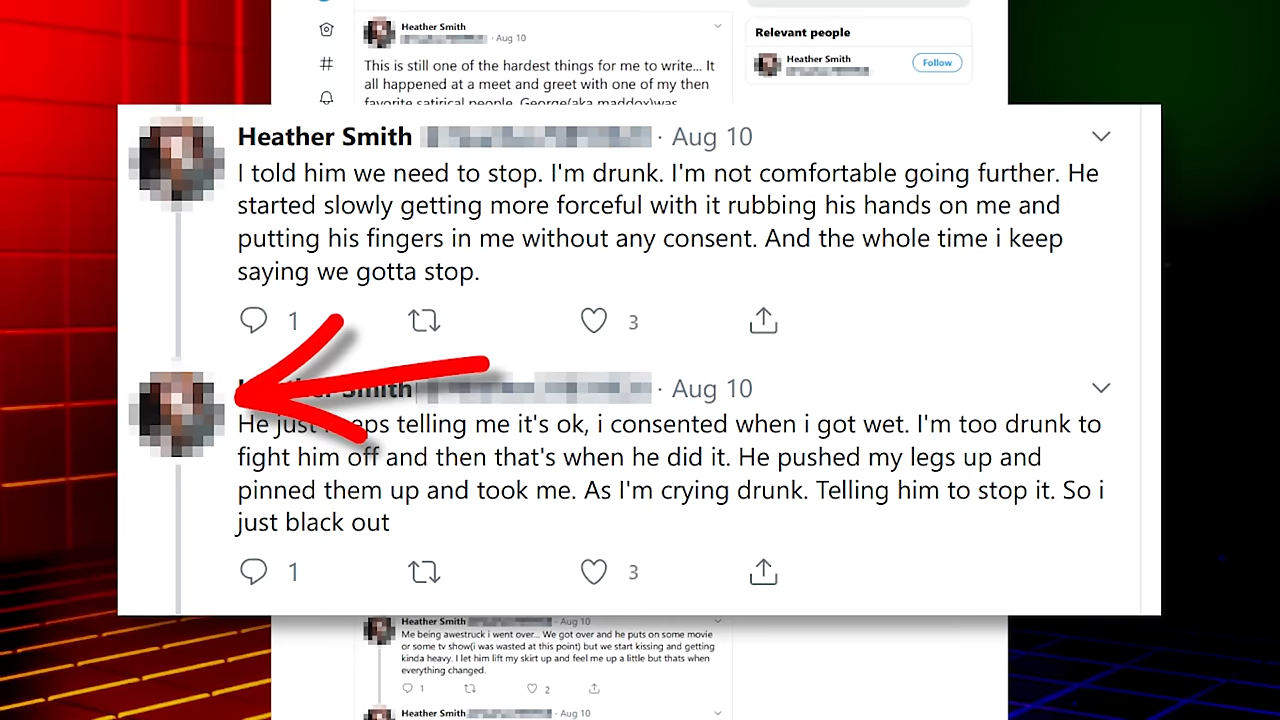 Heather Smith
· Aug 10
This is still one of the hardest things for me to write... It
all happened at a meet and greet with one of my then
favorite satirical people. George(aka maddox)was
Relevant people
Heather Smith
Follow
Heather Smith · Aug 10
I told him we need to stop. I'm drunk. I'm not comfortable going further. He
started slowly getting more forceful with it rubbing his hands on me and
putting his fingers in me without any consent. And the whole time i keep
saying we gotta stop.
1 3
Heather Smith · Aug 10
He just keeps telling me it's ok, i consented when i got wet. I'm too drunk to
fight him off and then that's when he did it. He pushed my legs up and
pinned them up and took me. As I'm crying drunk. Telling him to stop it. So i
just black out
1 3
Heather Smith · Aug 10
Me being awestruck i went over... We got over and he puts on some movie
or some tv show(i was wasted at this point) but we start kissing and getting
kinda heavy. I let him lift my skirt up and feel me up a little but thats when
everything changed.
1 2
Heather Smith · Aug 10